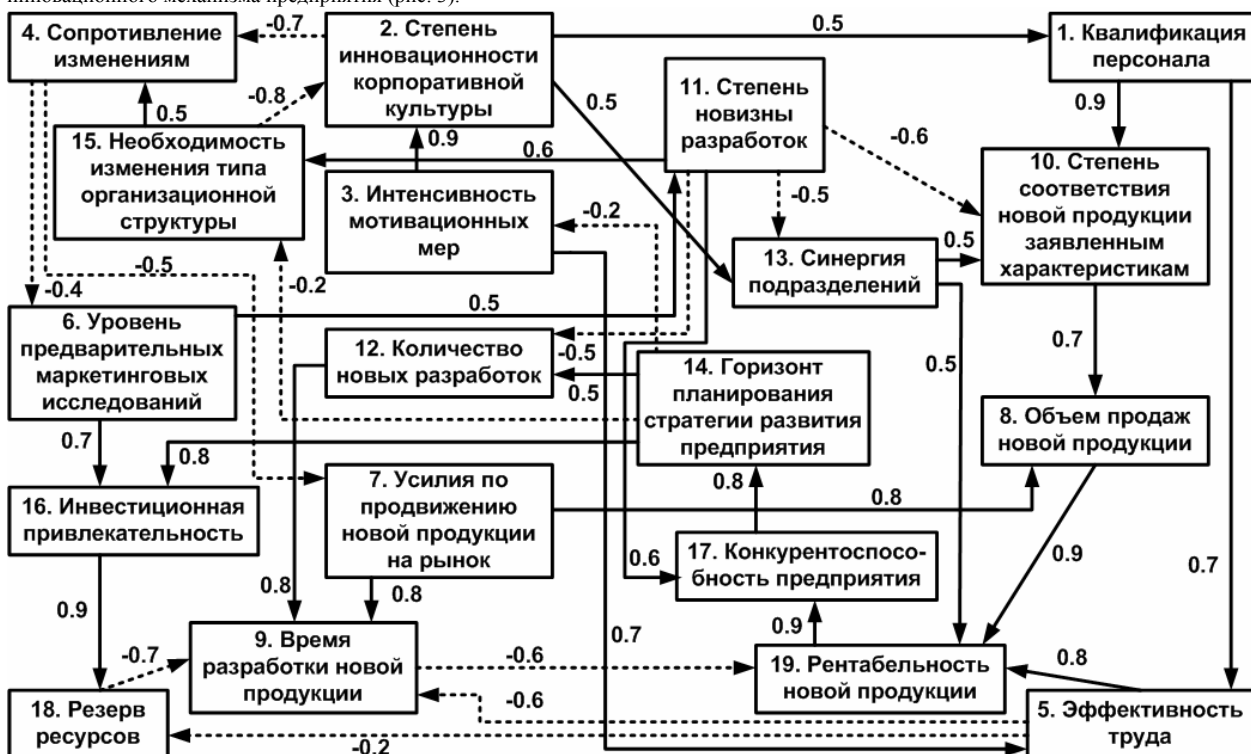 инновационного механизма предприятия (рис. 3).
4. Сопротивление
изменениям
-0.7
2. Степень
инновационности
корпоративной
культуры
0.5
1. Квалификация
персонала
-0.8
0.5
11. Степень
новизны
разработок
0.5
0.9
15. Необходимость
изменения типа
организационной
структуры
0.9
0.6
-0.6
10. Степень
соответствия
новой продукции
заявленным
характеристикам
3. Интенсивность
мотивационных
мер
-0.2
-0.5
13. Синергия
подразделений
0.5
-0.5
-0.2
-0.4
6. Уровень
предварительных
маркетинговых
исследований
0.5
12. Количество
новых разработок
-0.5
0.5
14. Горизонт
планирования
стратегии развития
предприятия
0.5
0.7
8. Объем продаж
новой продукции
0.7
0.8
7. Усилия по
продвижению
новой продукции
на рынок
0.8
0.8
16. Инвестиционная
привлекательность
17. Конкурентоспосо-
бность предприятия
0.6
0.9
0.7
0.9
0.8
0.8
9. Время
разработки новой
продукции
-0.7
-0.6
0.7
0.9
19. Рентабельность
новой продукции
0.8
18. Резерв
ресурсов
-0.6
-0.2
5. Эффективность
труда